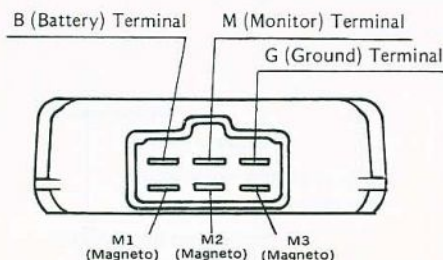 B (Battery) Terminal
M (Monitor) Terminal
G (Ground) Terminal
M1
(Magneto)
M2
(Magneto)
M3
(Magneto)